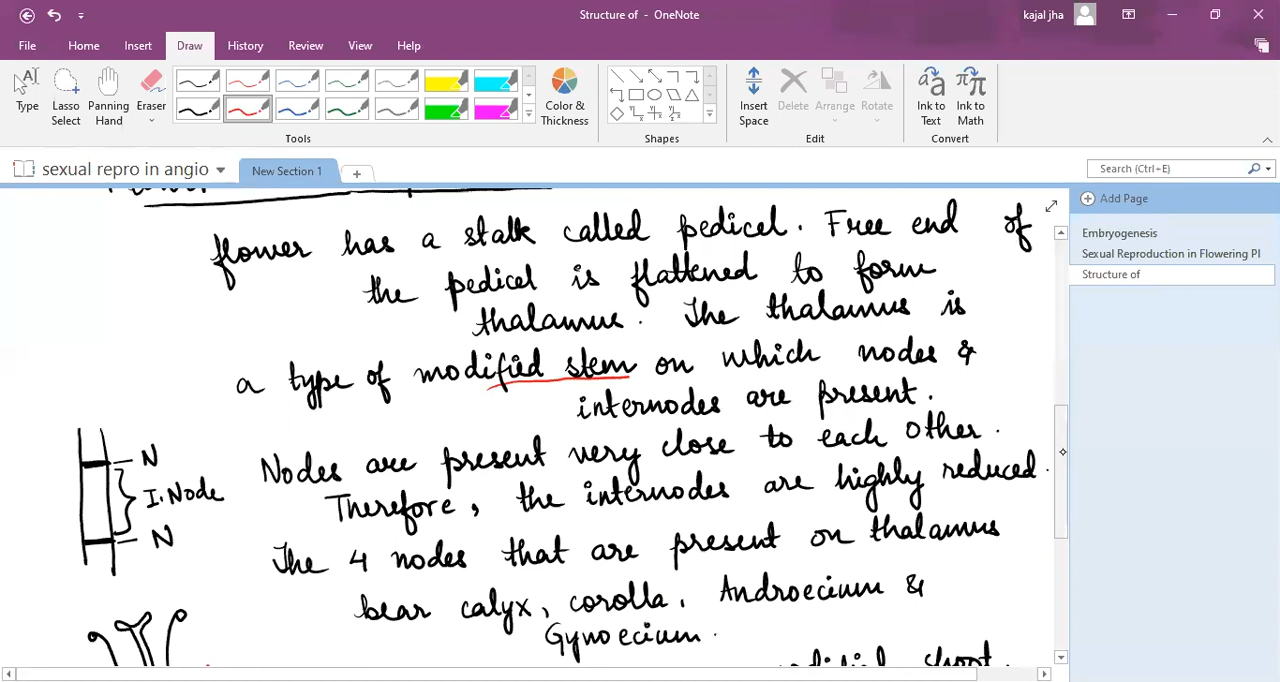 Structure of - OneNote
kajal jha
File Home Insert Draw History Review View Help
Type
Lasso Select
Panning Hand
Eraser
Color & Thickness
Insert Space
Delete
Arrange
Rotate
Ink to Text
Ink to Math
Tools
Shapes
Edit
Convert
sexual repro in angio
New Section 1
Search (Ctrl+E)
Add Page
Embryogenesis
Sexual Reproduction in Flowering Pl
Structure of
flower has a stalk called pedicel. Free end of
the pedicel is flattened to form
thalamus. The thalamus is
a type of modified stem on which nodes &
internodes are present.
Nodes are present very close to each other.
Therefore, the internodes are highly reduced.
The 4 nodes that are present on thalamus
bear calyx, corolla, Androecium &
Gynoecium.
shoot.
N
I. Node
N